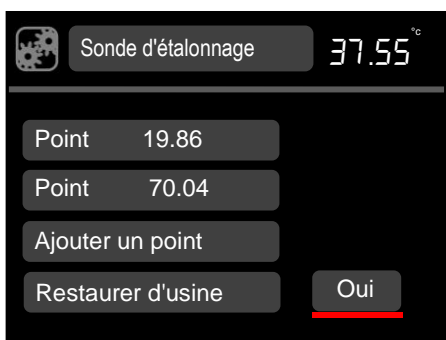 Sonde d'étalonnage 37.55 °c
Point 19.86
Point 70.04
Ajouter un point
Restaurer d'usine Oui